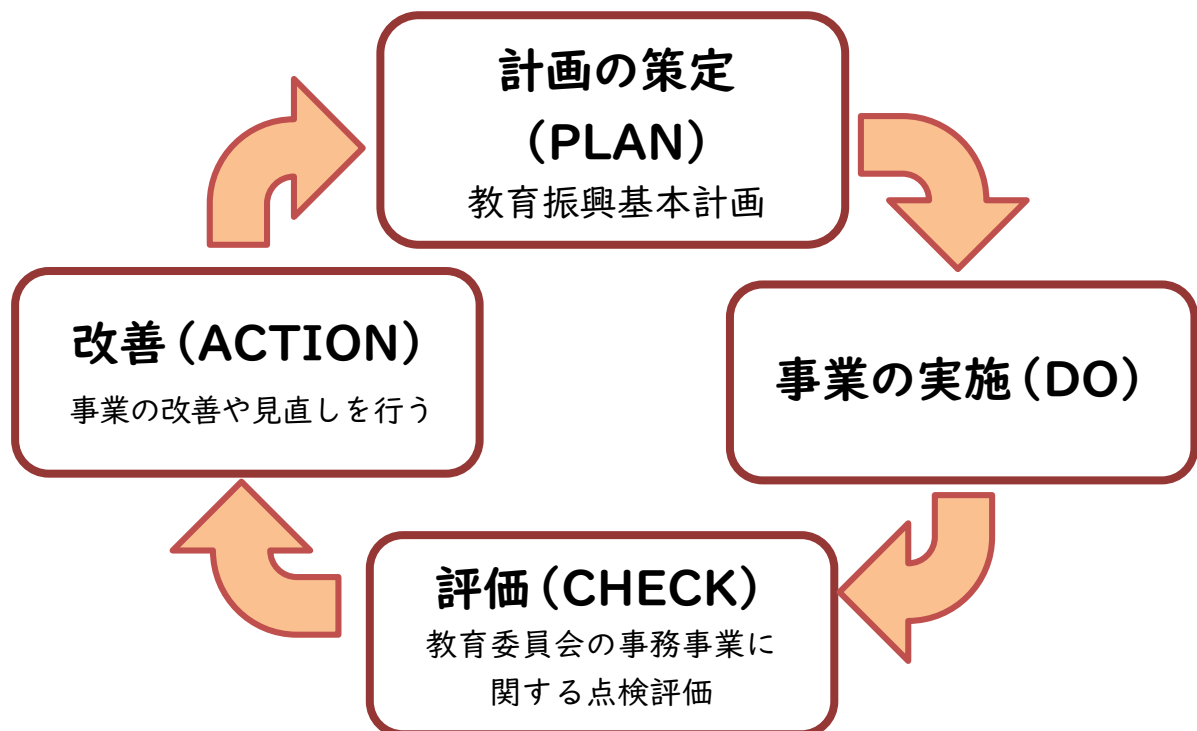 計画の策定
(PLAN)
教育振興基本計画
事業の実施(DO)
評価(CHECK)
教育委員会の事務事業に
関する点検評価
改善(ACTION)
事業の改善や見直しを行う